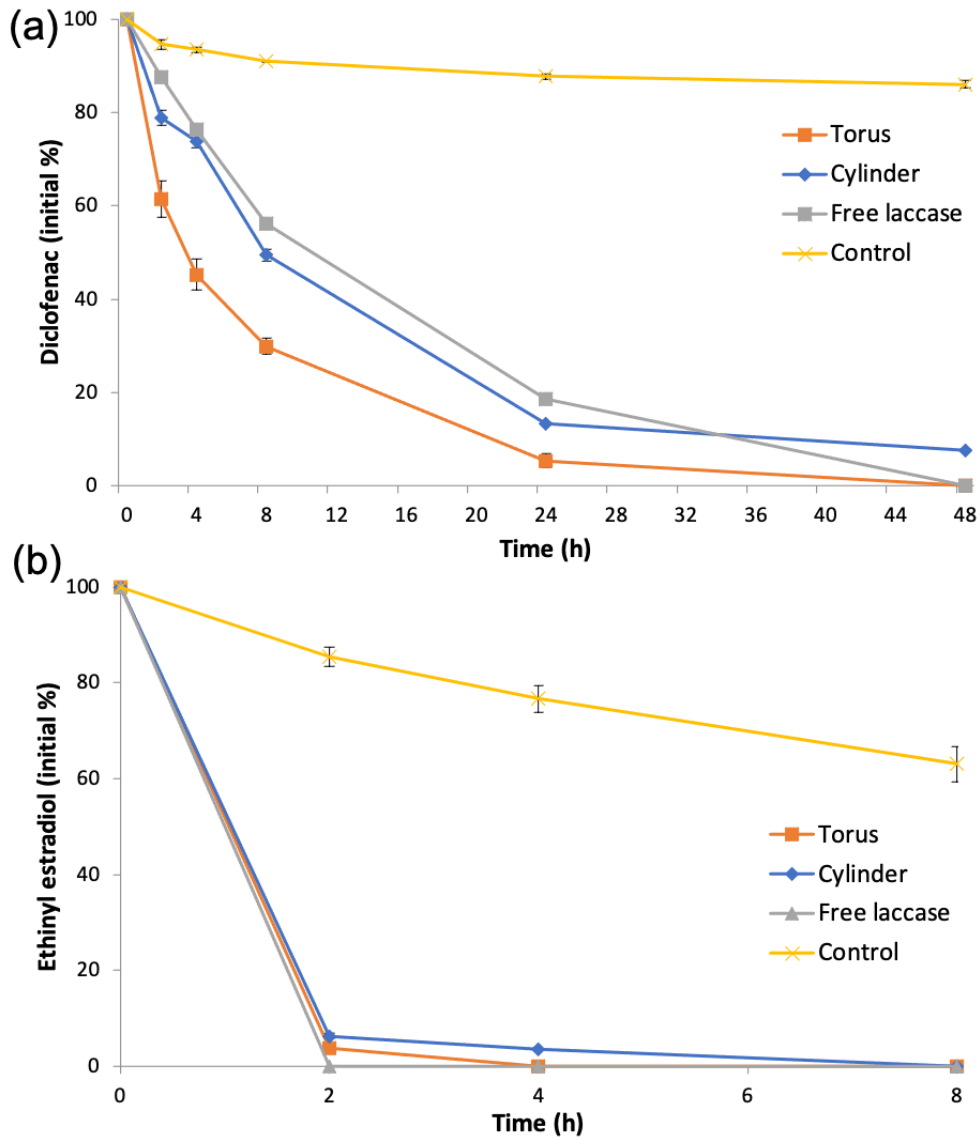 (a)
100
80
60
40
20
0
Diclofenac (initial %)
Torus
Cylinder
Free laccase
Control
0 4 8 12 16 20 24 28 32 36 40 44 48
Time (h)
(b)
100
80
60
40
20
0
Ethinyl estradiol (initial %)
Torus
Cylinder
Free laccase
Control
0 2 4 6 8
Time (h)